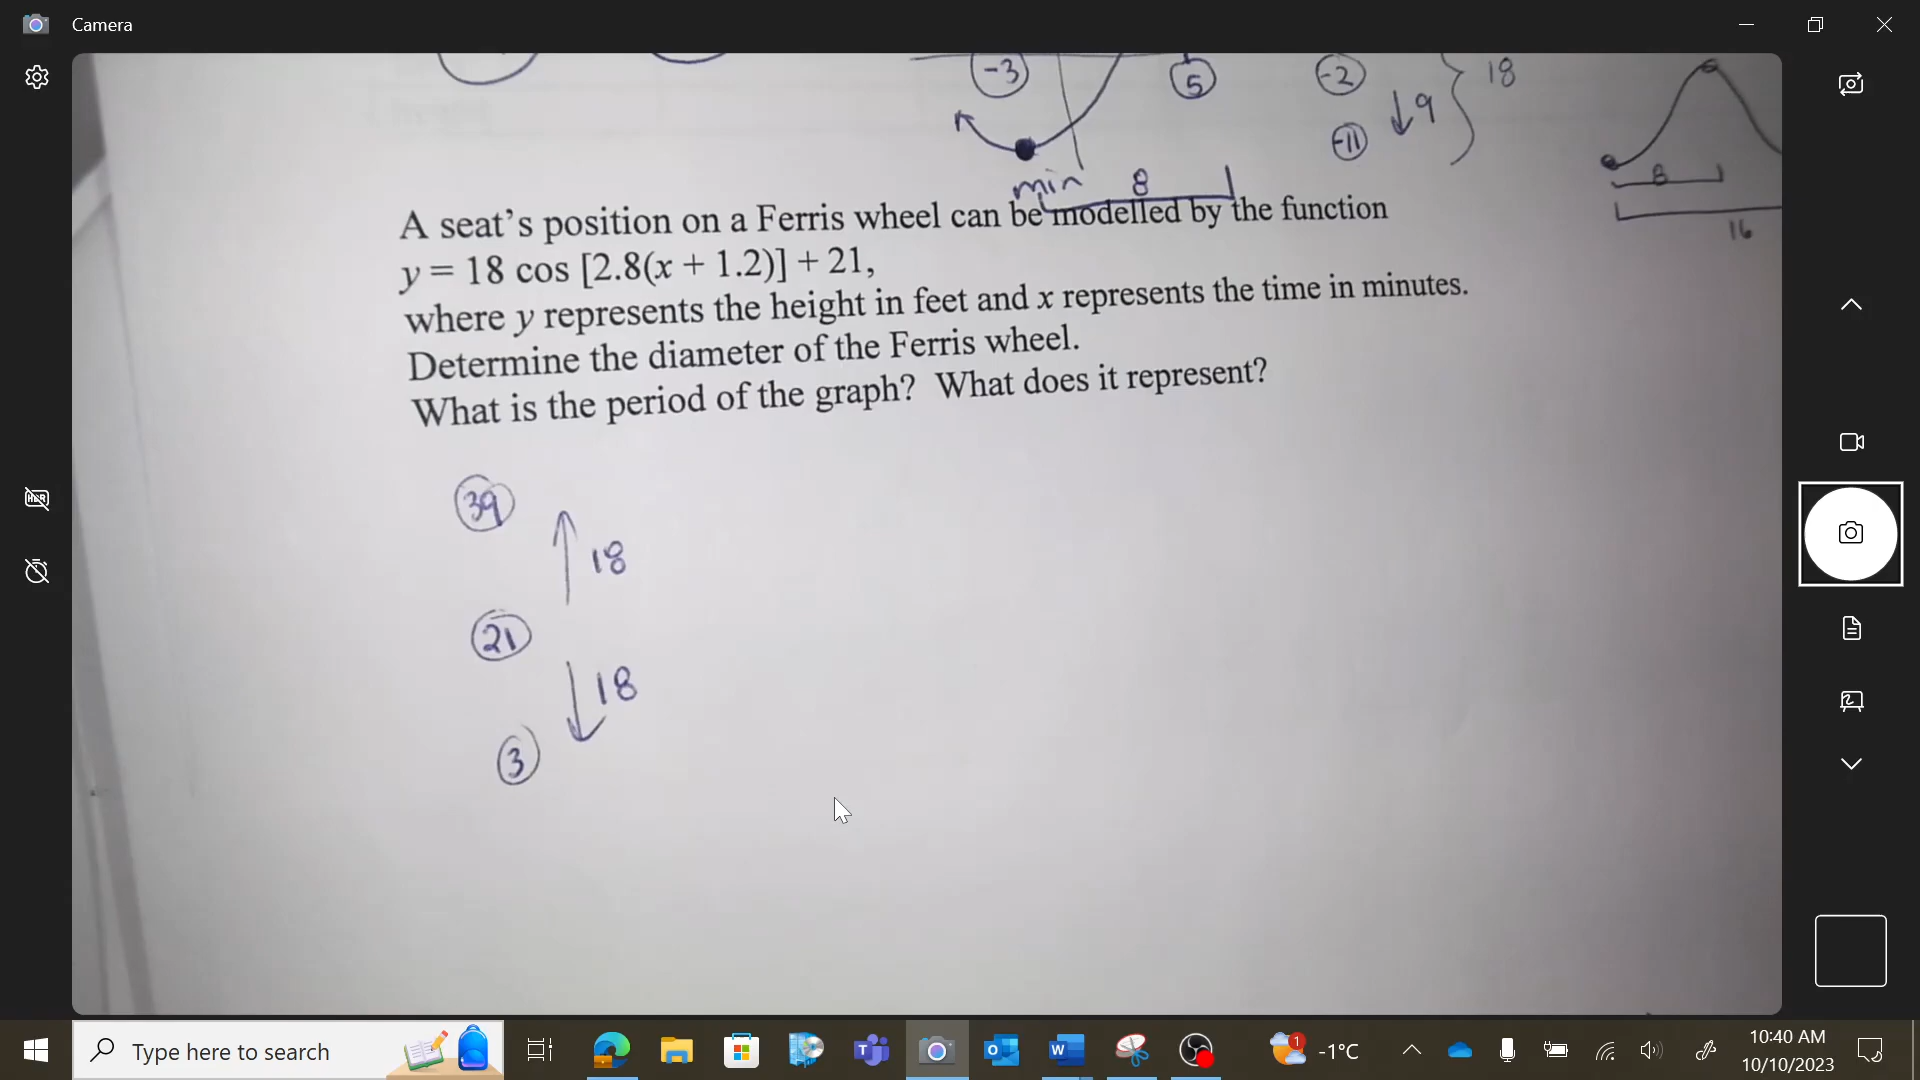 Camera
-3
5
-2
↓9
-11
18
min
8
8
16
A seat's position on a Ferris wheel can be modelled by the function
y = 18 cos [2.8(x + 1.2)] + 21,
where y represents the height in feet and x represents the time in minutes.
Determine the diameter of the Ferris wheel.
What is the period of the graph? What does it represent?
39
↑ 18
21
↓ 18
3
HDR
Type here to search
1
-1°C
10:40 AM
10/10/2023